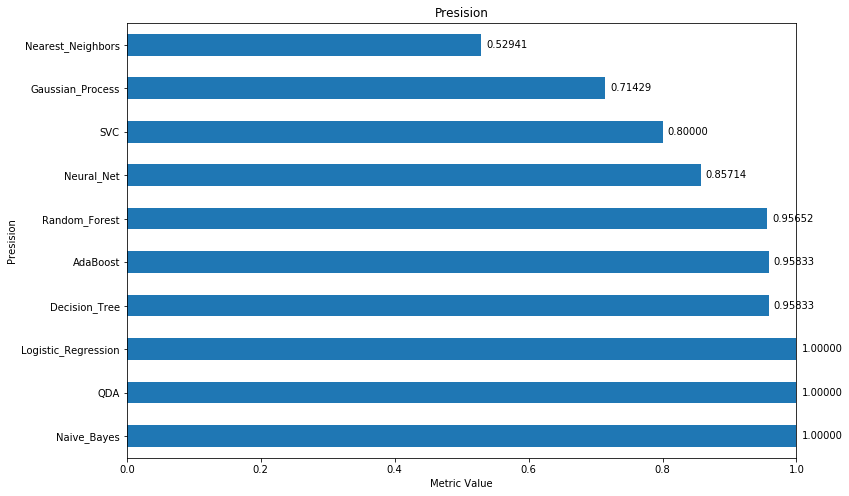 Presision
Nearest_Neighbors 0.52941
Gaussian_Process 0.71429
SVC 0.80000
Neural_Net 0.85714
Random_Forest 0.95652
AdaBoost 0.95833
Decision_Tree 0.95833
Logistic_Regression 1.00000
QDA 1.00000
Naive_Bayes 1.00000
Presision
0.0 0.2 0.4 0.6 0.8 1.0
Metric Value